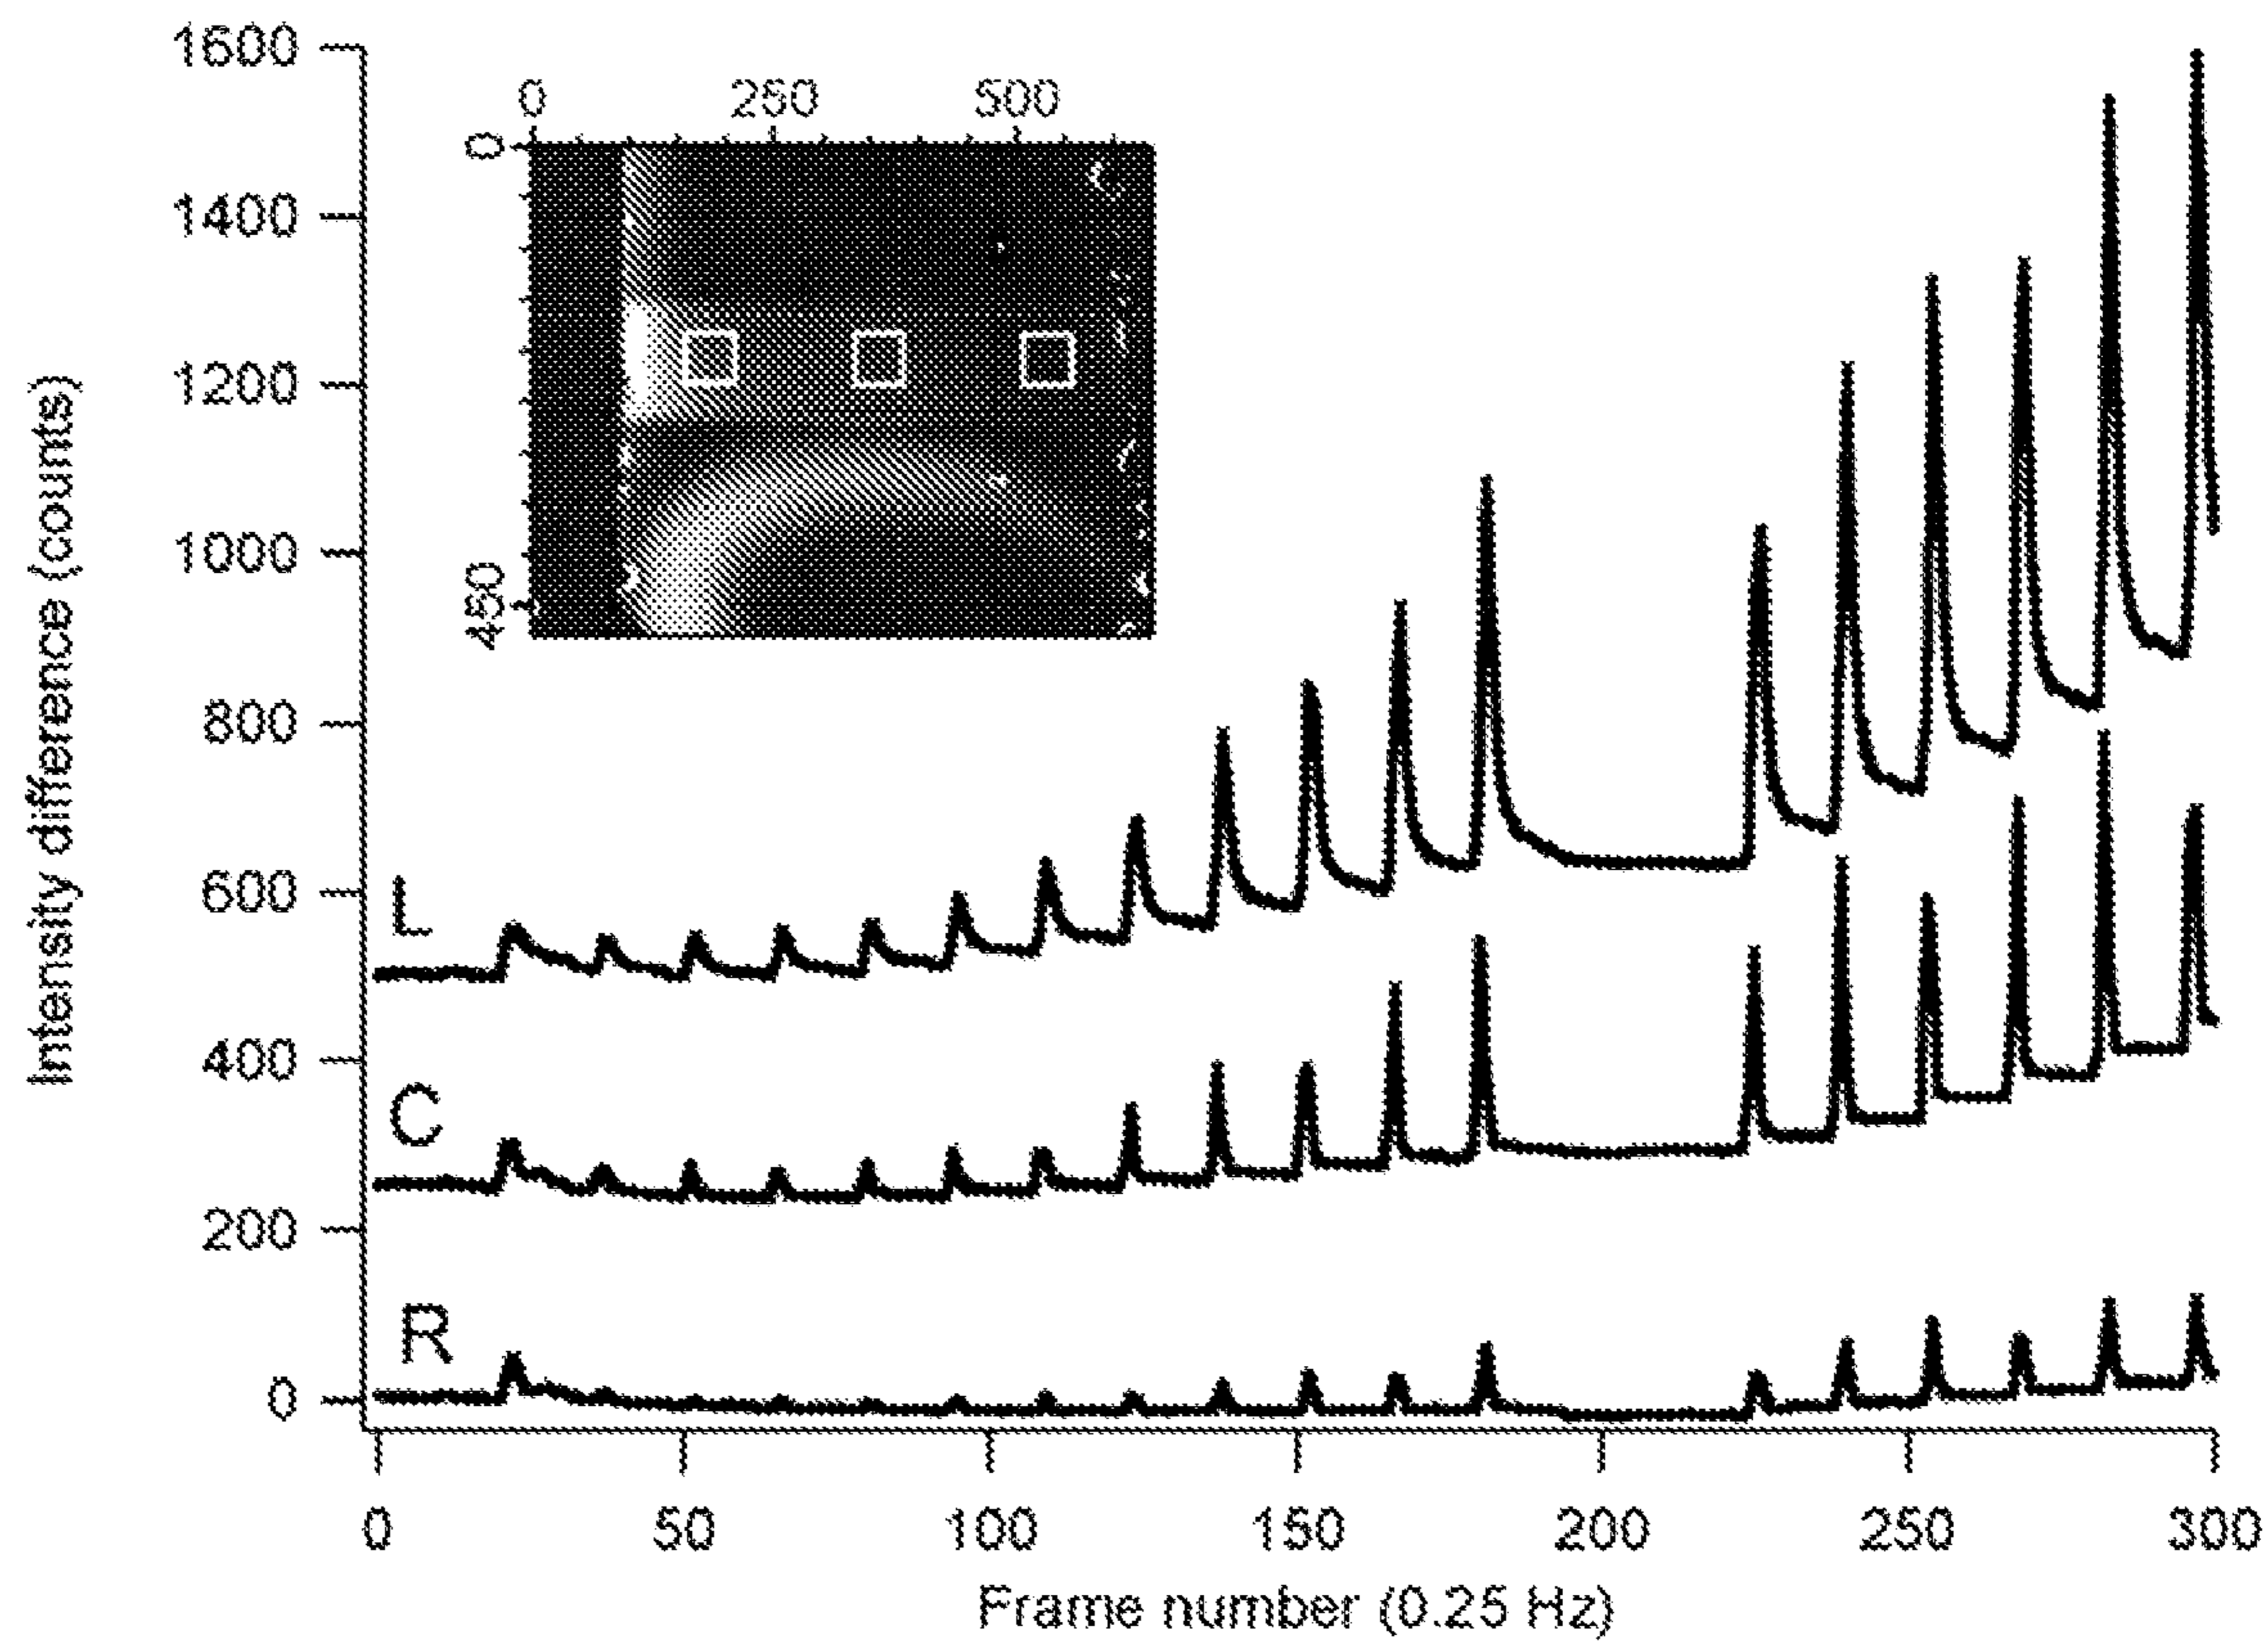 1600
1400
1200
1000
800
600
400
200
0
Intensity difference (counts)
0 250 500
0
450
L
C
R
0 50 100 150 200 250 300
Frame number (0.25 Hz)